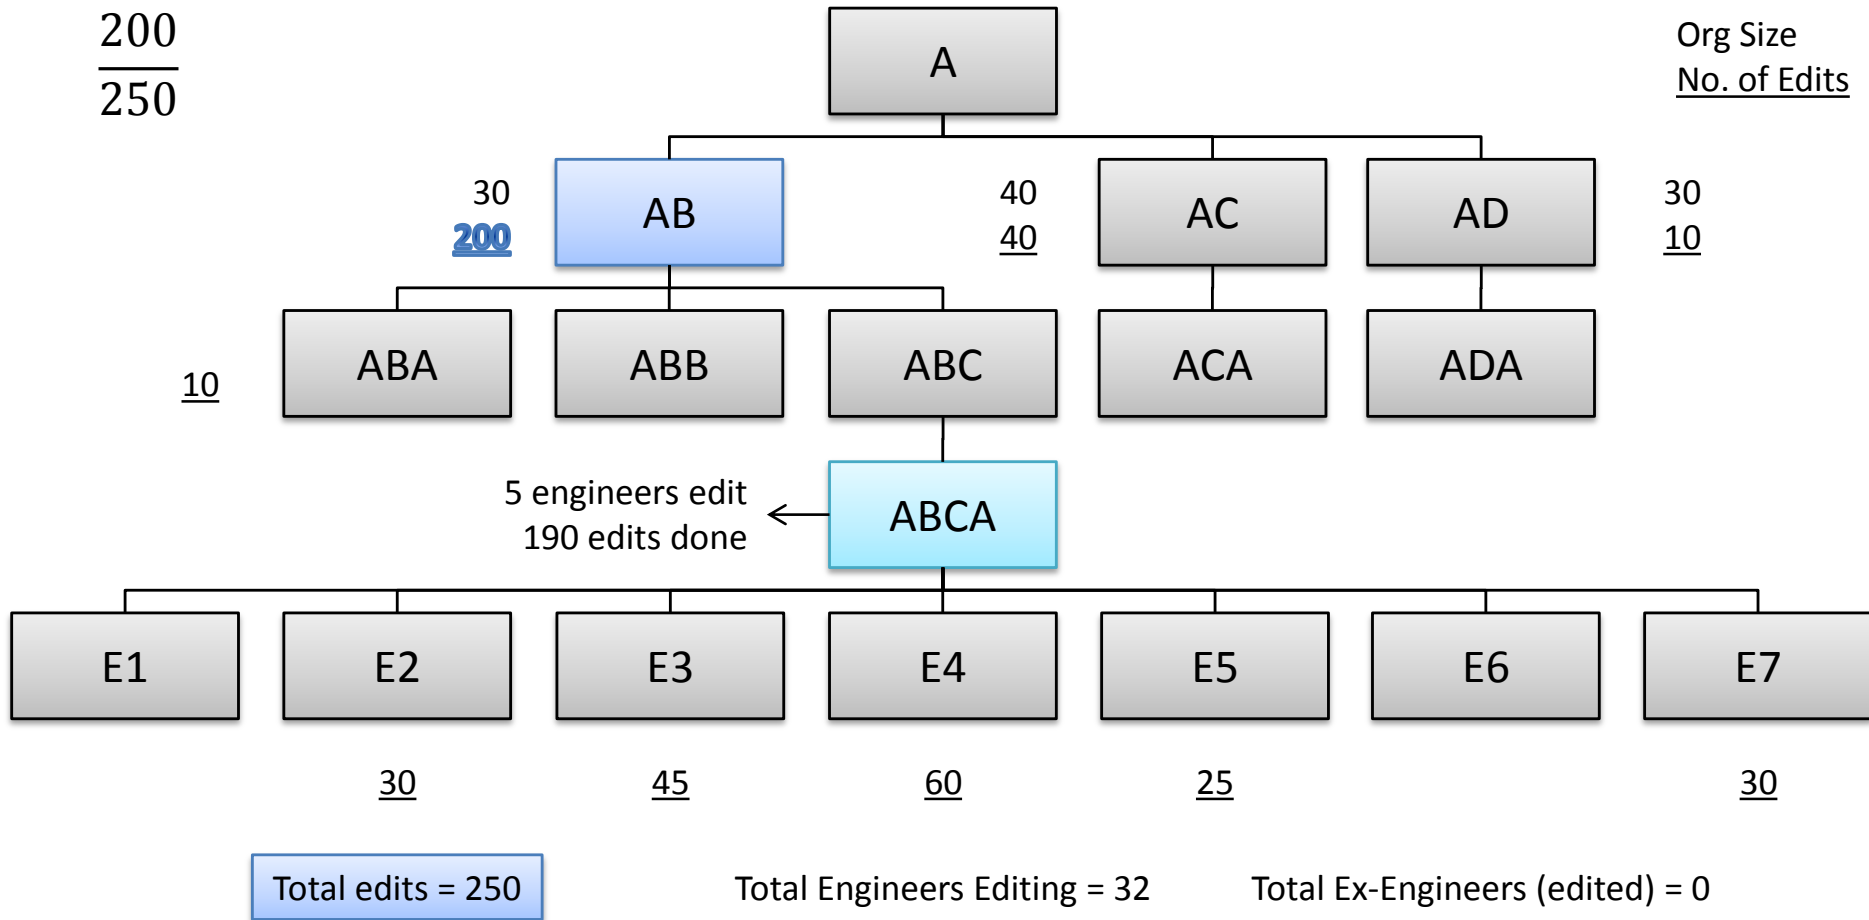 200
250
A
Org Size
No. of Edits
30
200
AB
40
40
AC
AD
30
10
10
ABA
ABB
ABC
ACA
ADA
5 engineers edit
190 edits done
ABCA
E1
E2
E3
E4
E5
E6
E7
30
45
60
25
30
Total edits = 250
Total Engineers Editing = 32
Total Ex-Engineers (edited) = 0